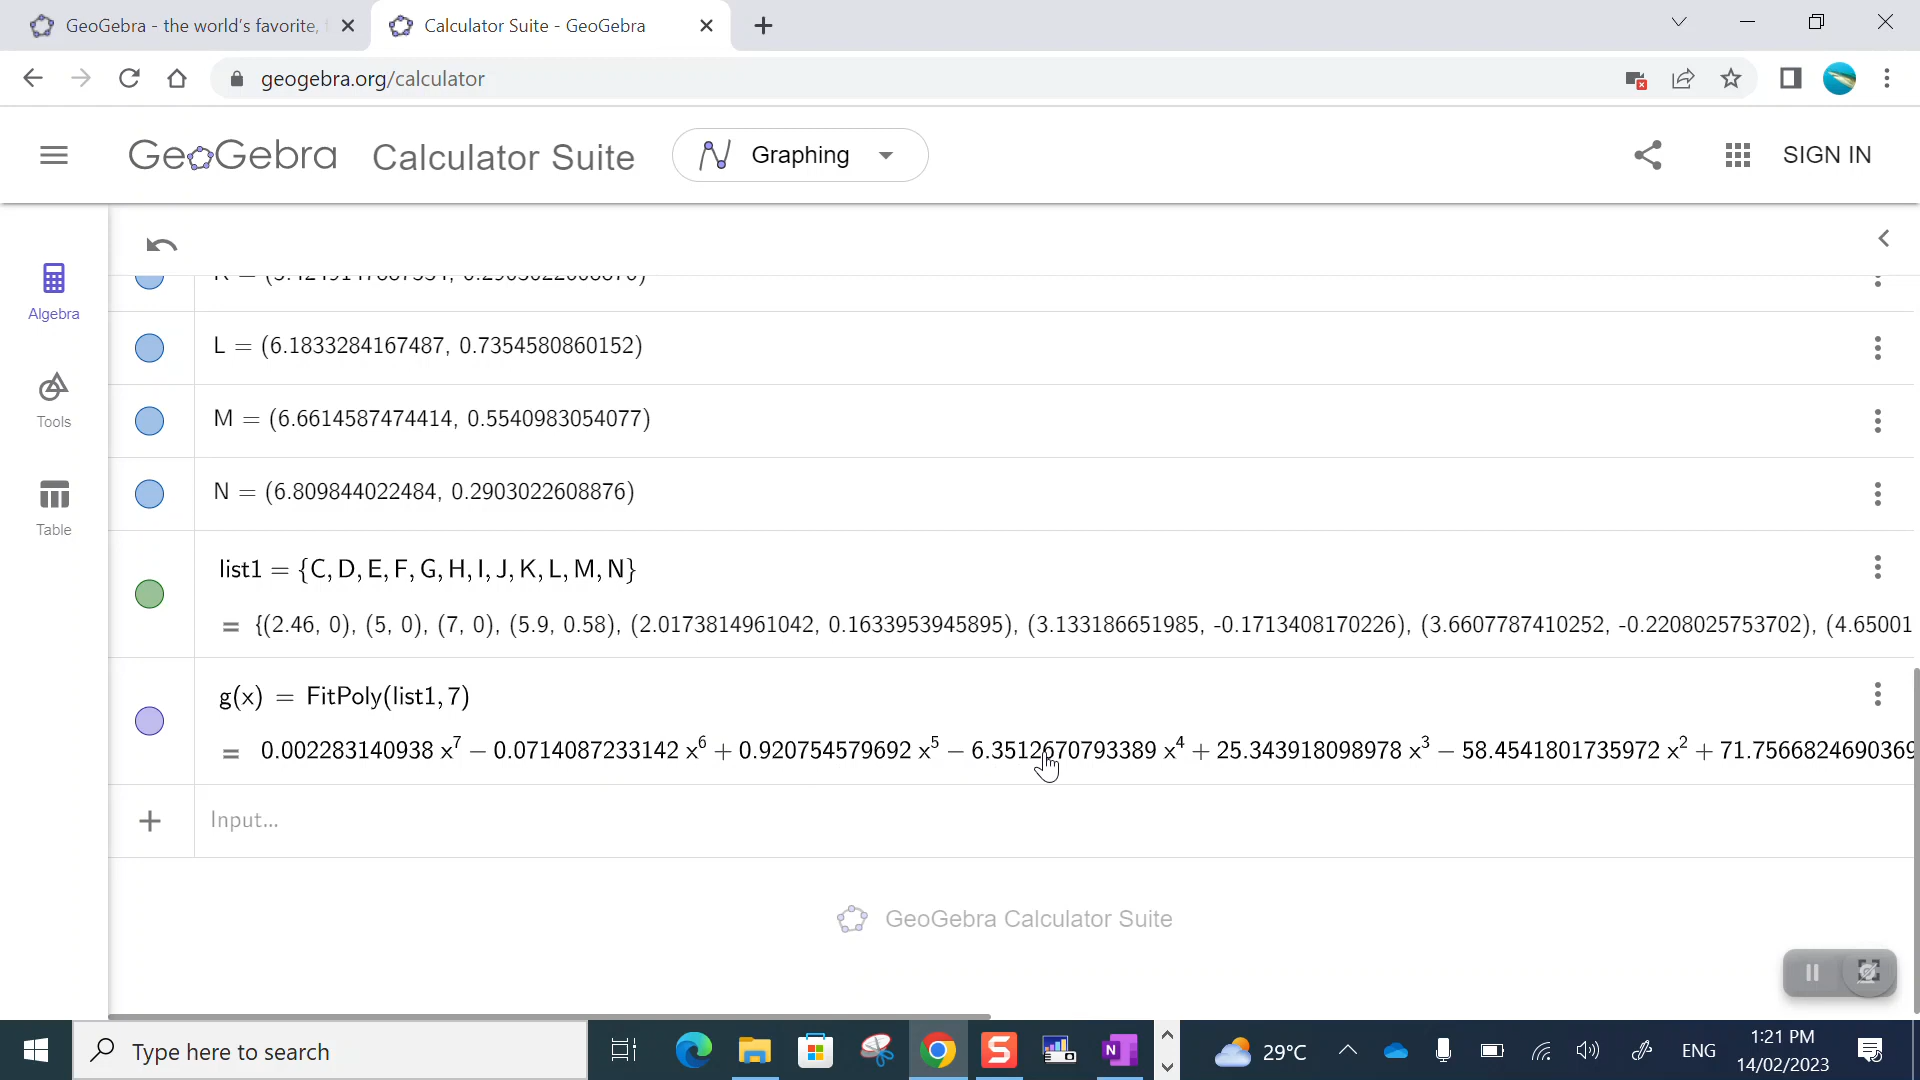 GeoGebra - the world's favorite,
Calculator Suite - GeoGebra
geogebra.org/calculator
GeoGebra Calculator Suite
Graphing
SIGN IN
Algebra
Tools
Table
L = (6.1833284167487, 0.7354580860152)
M = (6.6614587474414, 0.5540983054077)
N = (6.809844022484, 0.2903022608876)
list1 = {C, D, E, F, G, H, I, J, K, L, M, N}
= {(2.46, 0), (5, 0), (7, 0), (5.9, 0.58), (2.0173814961042, 0.1633953945895), (3.133186651985, -0.1713408170226), (3.6607787410252, -0.2208025753702), (4.65001
g(x) = FitPoly(list1, 7)
= 0.002283140938 x⁷ − 0.0714087233142 x⁶ + 0.920754579692 x⁵ − 6.3512670793389 x⁴ + 25.343918098978 x³ − 58.4541801735972 x² + 71.7566824690369
Input...
GeoGebra Calculator Suite
Type here to search
29°C
ENG
1:21 PM
14/02/2023